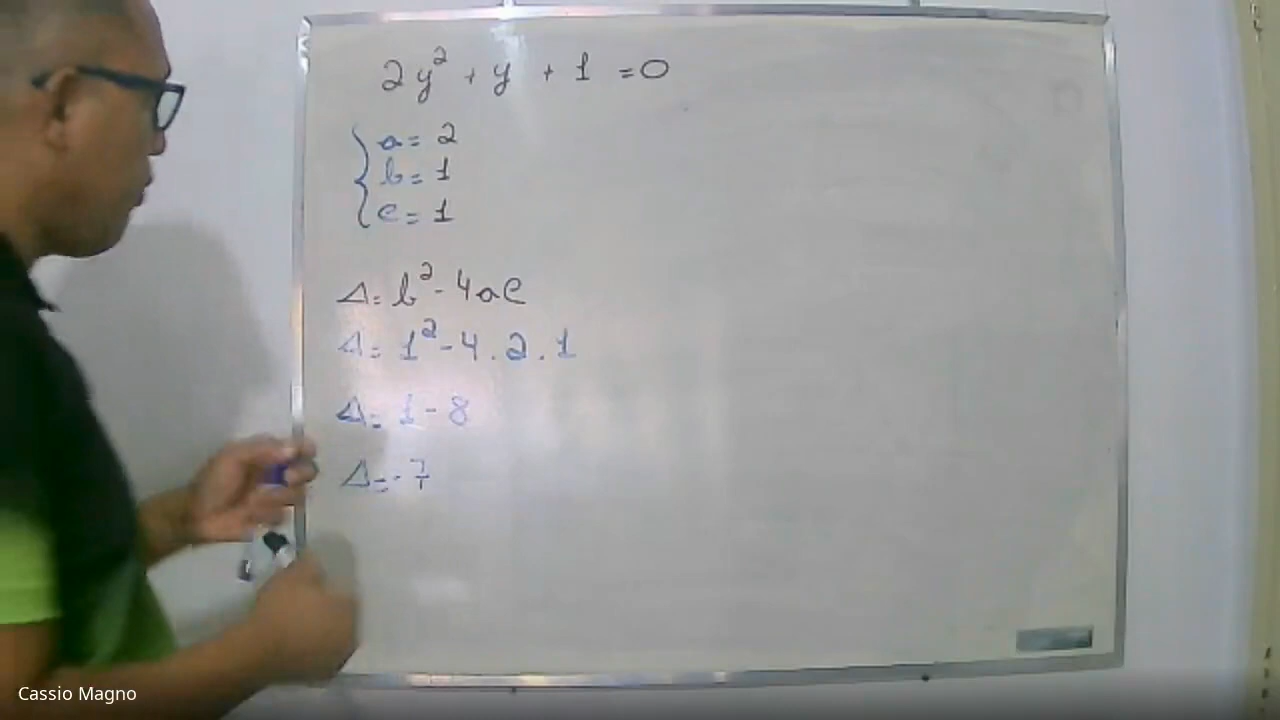 2y² + y + 1 = 0
a = 2
b = 1
c = 1
Δ = b² - 4ac
Δ = 1² - 4 . 2 . 1
Δ = 1 - 8
Δ = -7
Cassio Magno